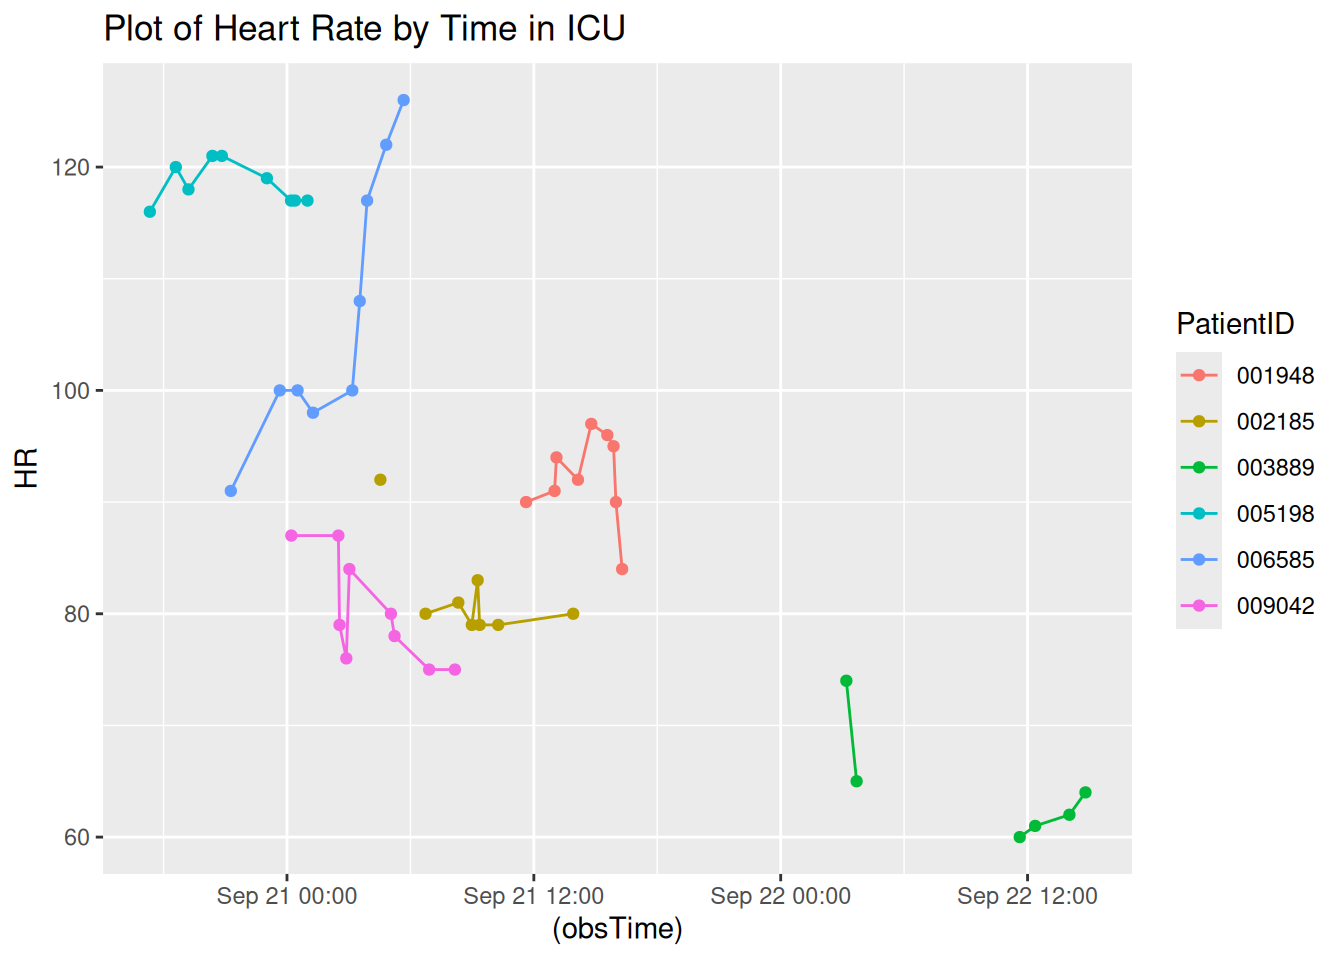 Plot of Heart Rate by Time in ICU
120
100
80
60
HR
Sep 21 00:00
Sep 21 12:00
Sep 22 00:00
Sep 22 12:00
(obsTime)
PatientID
001948
002185
003889
005198
006585
009042